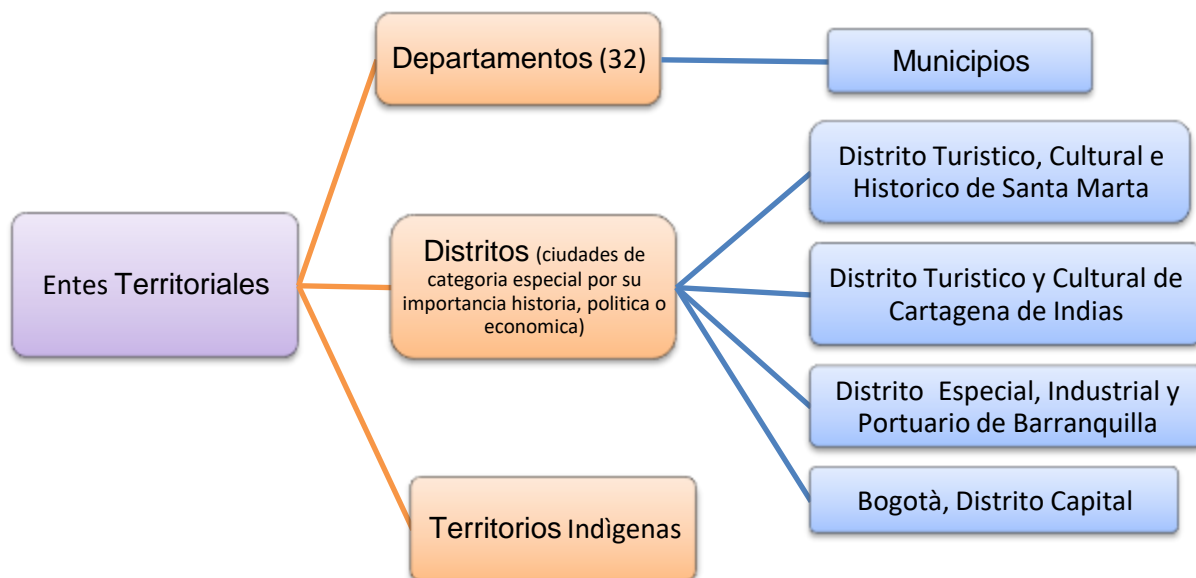 Entes Territoriales
Departamentos (32)
Municipios
Distritos (ciudades de
categoria especial por su
importancia historia, politica o
economica)
Distrito Turistico, Cultural e
Historico de Santa Marta
Distrito Turistico y Cultural de
Cartagena de Indias
Distrito Especial, Industrial y
Portuario de Barranquilla
Bogotà, Distrito Capital
Territorios Indìgenas